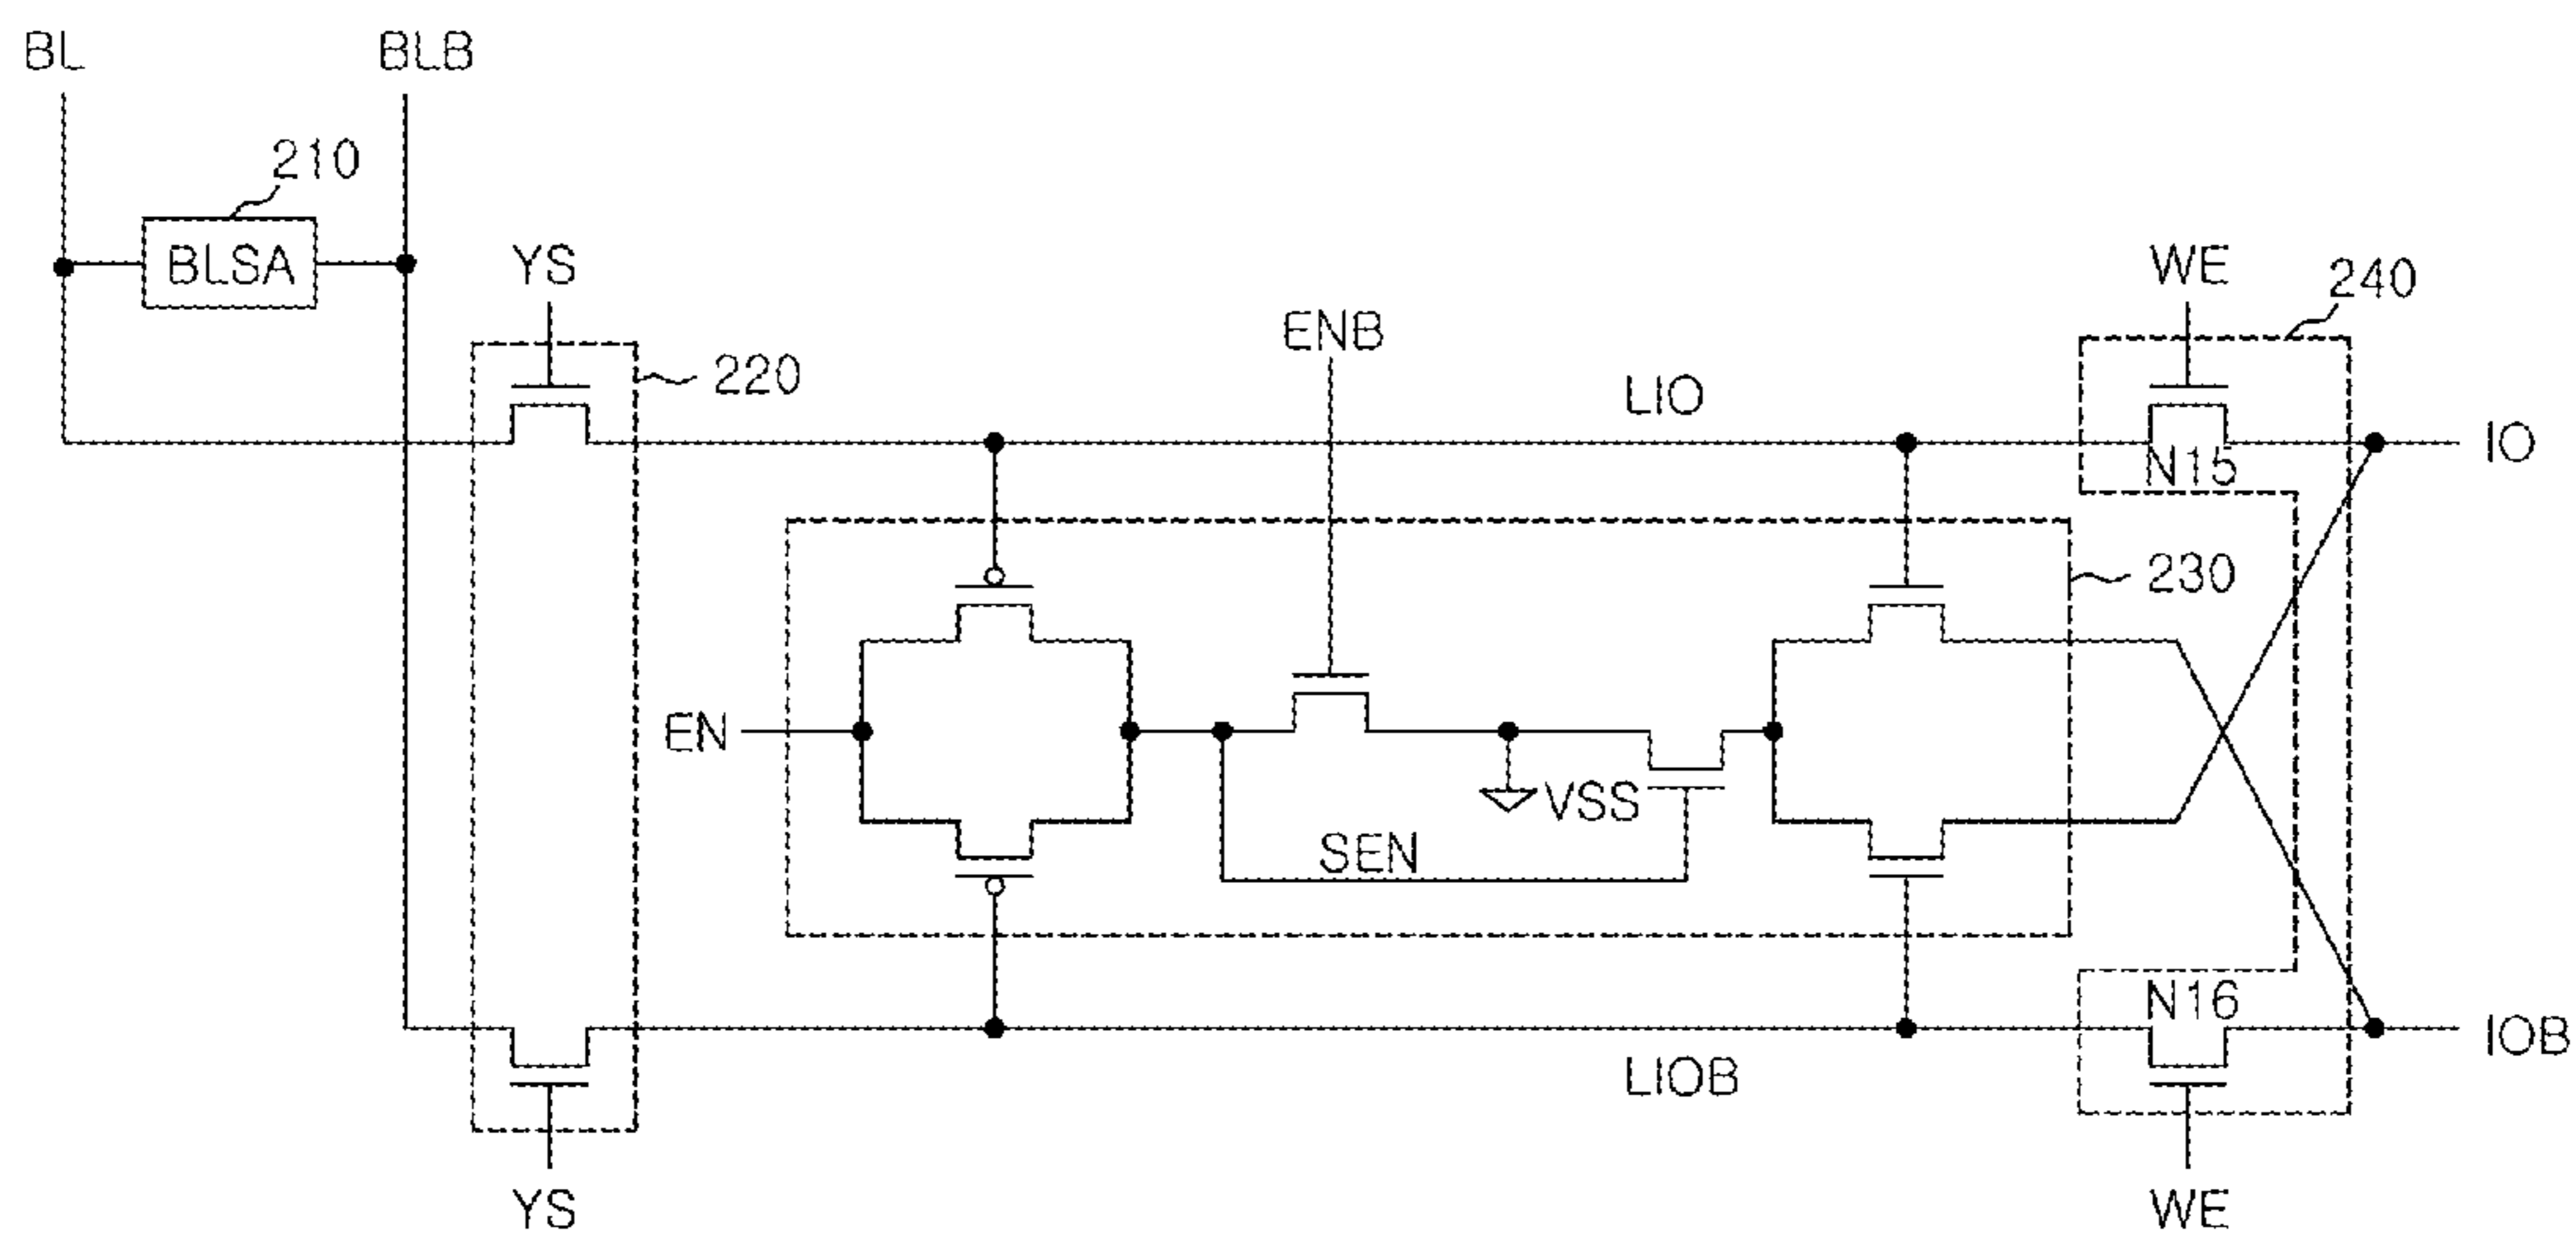 BL
BLB
210
BLSA
YS
WE
240
ENB
220
LIO
IO
N15
230
EN
VSS
SEN
N16
IOB
LIOB
YS
WE